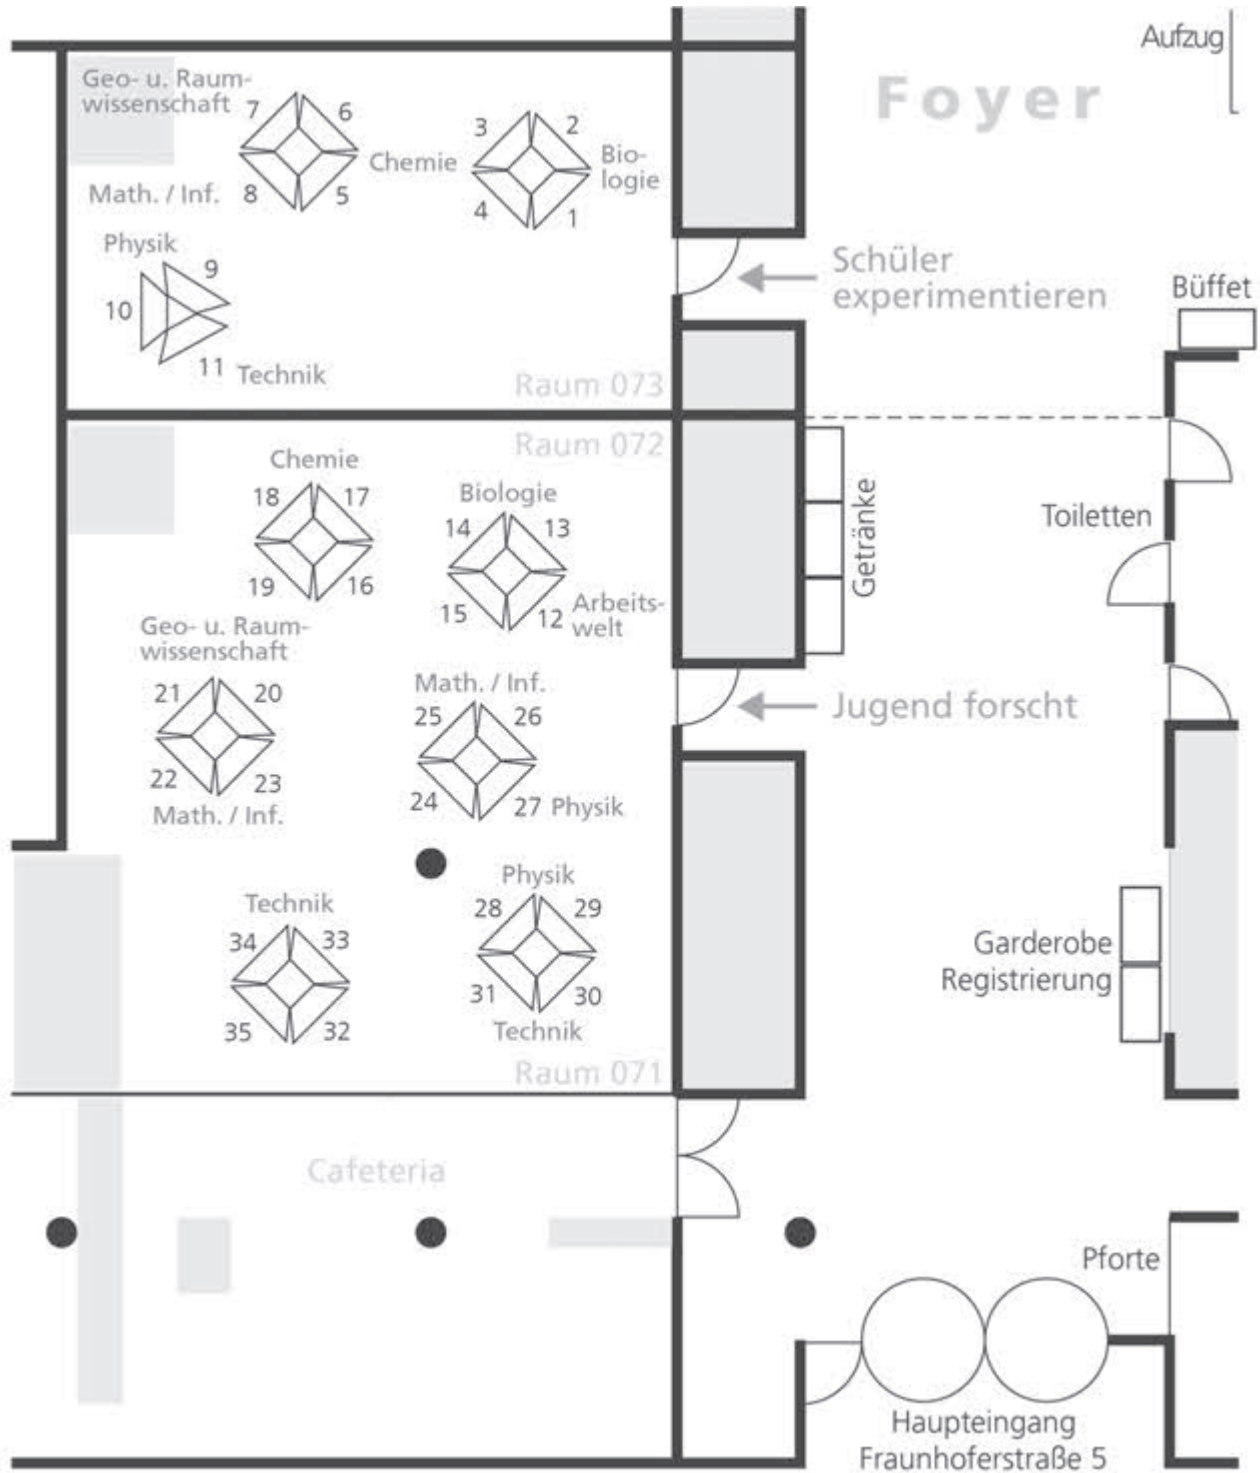 Aufzug
Foyer
Geo- u. Raum-
wissenschaft
7
6
8
5
Chemie
3
2
4
1
Bio-
logie
Math. / Inf.
Physik
9
10
11
Technik
Schüler
experimentieren
Büffet
Raum 073
Raum 072
Chemie
18
17
19
16
Biologie
14
13
15
12
Arbeits-
welt
Getränke
Toiletten
Geo- u. Raum-
wissenschaft
21
20
22
23
Math. / Inf.
Math. / Inf.
25
26
24
27
Physik
Jugend forscht
Physik
28
29
31
30
Technik
Technik
34
33
35
32
Garderobe
Registrierung
Raum 071
Cafeteria
Pforte
Haupteingang
Fraunhoferstraße 5